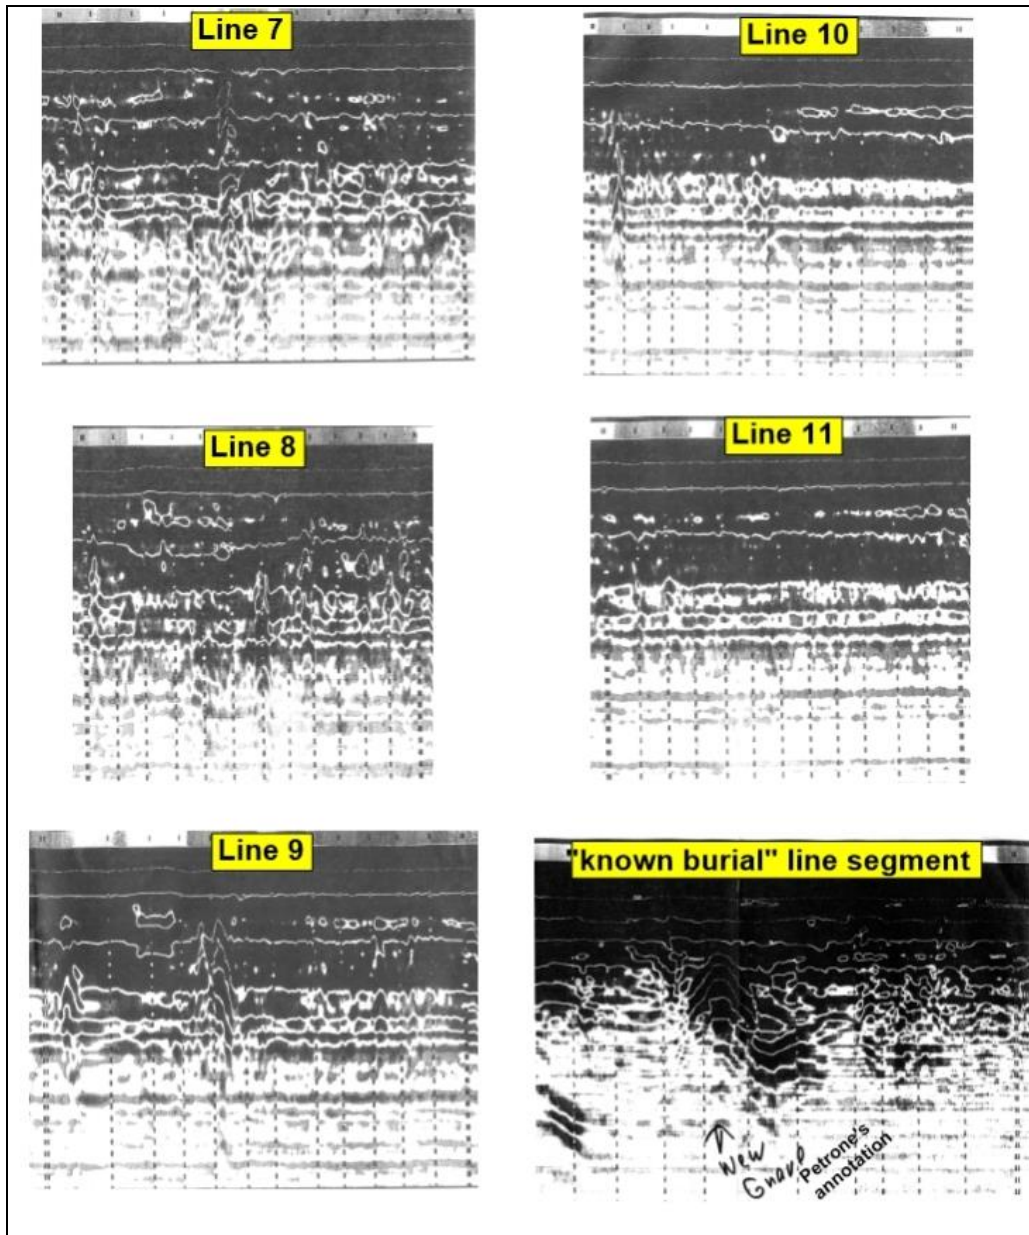 Line 7
Line 10
Line 8
Line 11
Line 9
"known burial" line segment
New
Grave
Petrone's
annotation